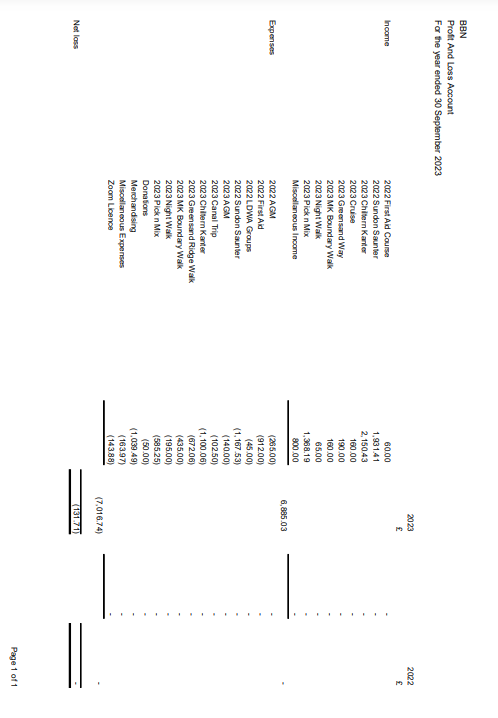 BBN
Profit And Loss Account
For the year ended 30 September 2023
2023 2022
£ £
Income
2022 First Aid Course 60.00 -
2022 Sundon Saunter 1,931.41 -
2023 Chiltern Kanter 2,150.43 -
2023 Cruise 160.00 -
2023 Greensand Way 190.00 -
2023 MK Boundary Walk 160.00 -
2023 Night Walk 65.00 -
2023 Pick n Mix 1,368.19 -
Miscellaneous Income 800.00 -
6,885.03 -
Expenses
2022 AGM (265.00) -
2022 First Aid (912.00) -
2022 LDWA Groups (45.00) -
2022 Sundon Saunter (1,167.53) -
2023 AGM (140.00) -
2023 Canal Trip (102.50) -
2023 Chiltern Kanter (1,100.06) -
2023 Greensand Ridge Walk (672.06) -
2023 MK Boundary Walk (435.00) -
2023 Night Walk (195.00) -
2023 Pick n Mix (585.25) -
Donations (50.00) -
Merchandising (1,039.49) -
Miscellaneous Expenses (163.97) -
Zoom Licence (143.88) -
(7,016.74) -
Net loss (131.71) -
Page 1 of 1